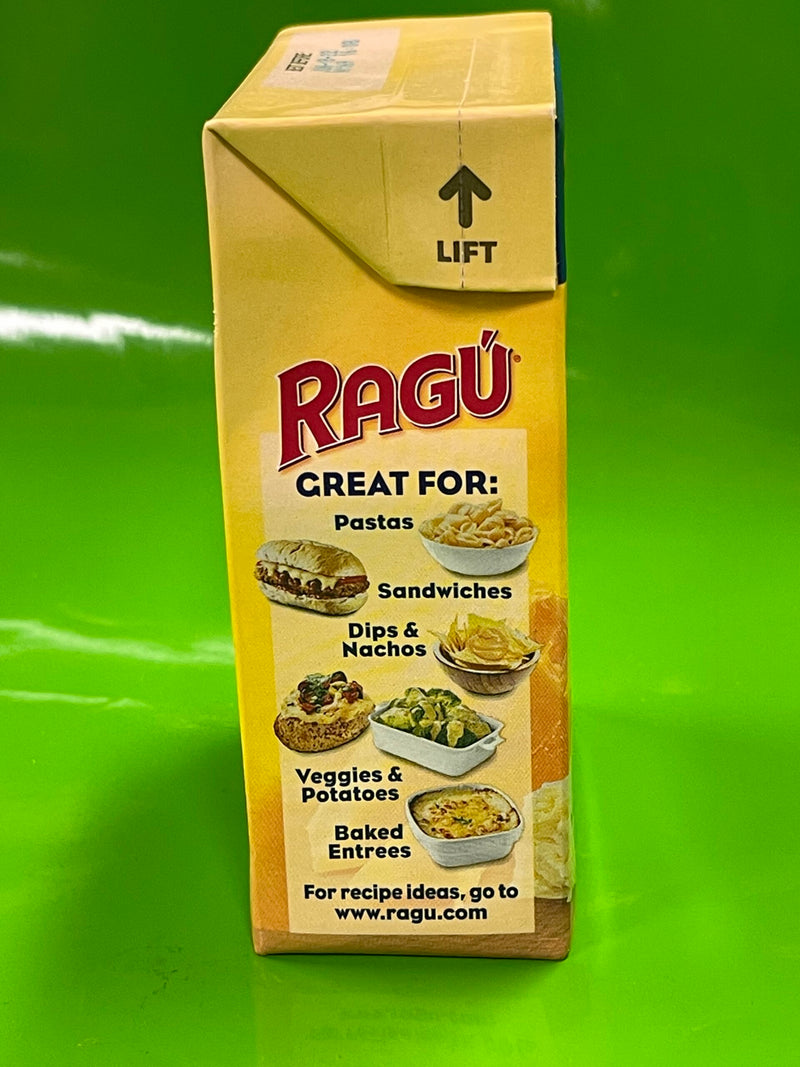 LIFT
RAGÚ
GREAT FOR:
Pastas
Sandwiches
Dips &
Nachos
Veggies &
Potatoes
Baked
Entrees
For recipe ideas, go to
www.ragu.com